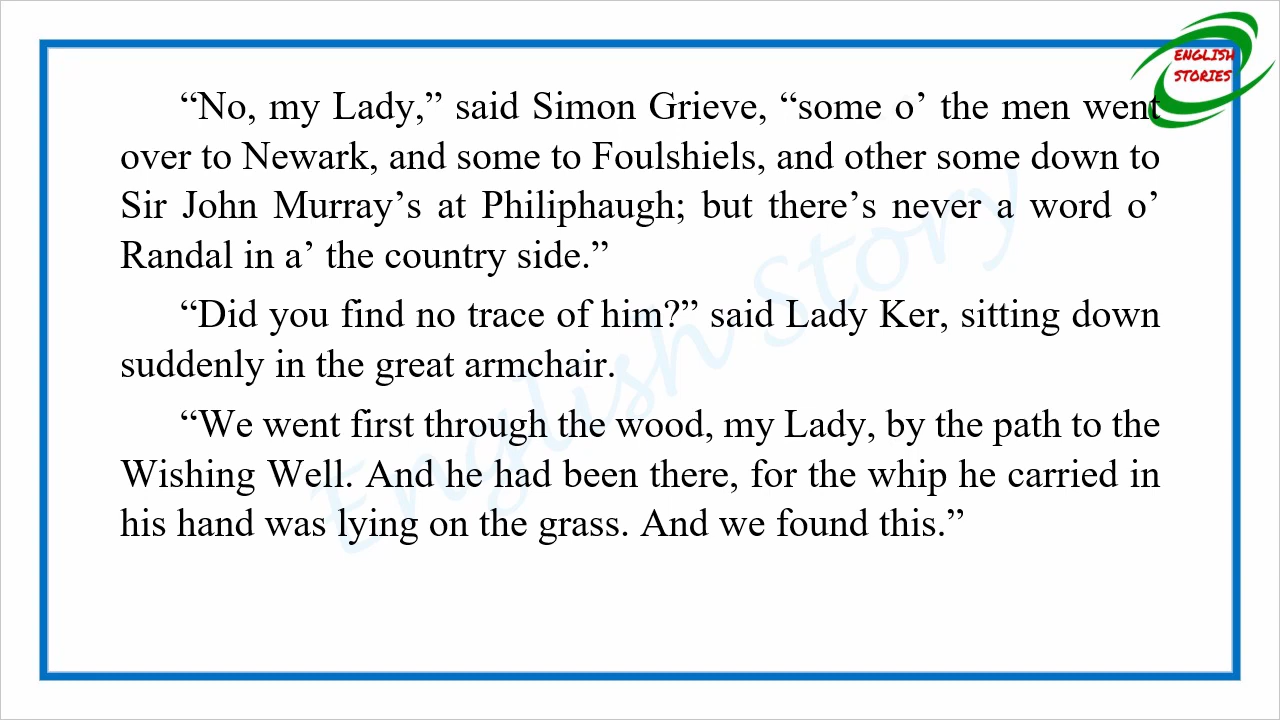 ENGLISH
STORIES
“No, my Lady,” said Simon Grieve, “some o’ the men went
over to Newark, and some to Foulshiels, and other some down to
Sir John Murray’s at Philiphaugh; but there’s never a word o’
Randal in a’ the country side.”
“Did you find no trace of him?” said Lady Ker, sitting down
suddenly in the great armchair.
“We went first through the wood, my Lady, by the path to the
Wishing Well. And he had been there, for the whip he carried in
his hand was lying on the grass. And we found this.”
English Story